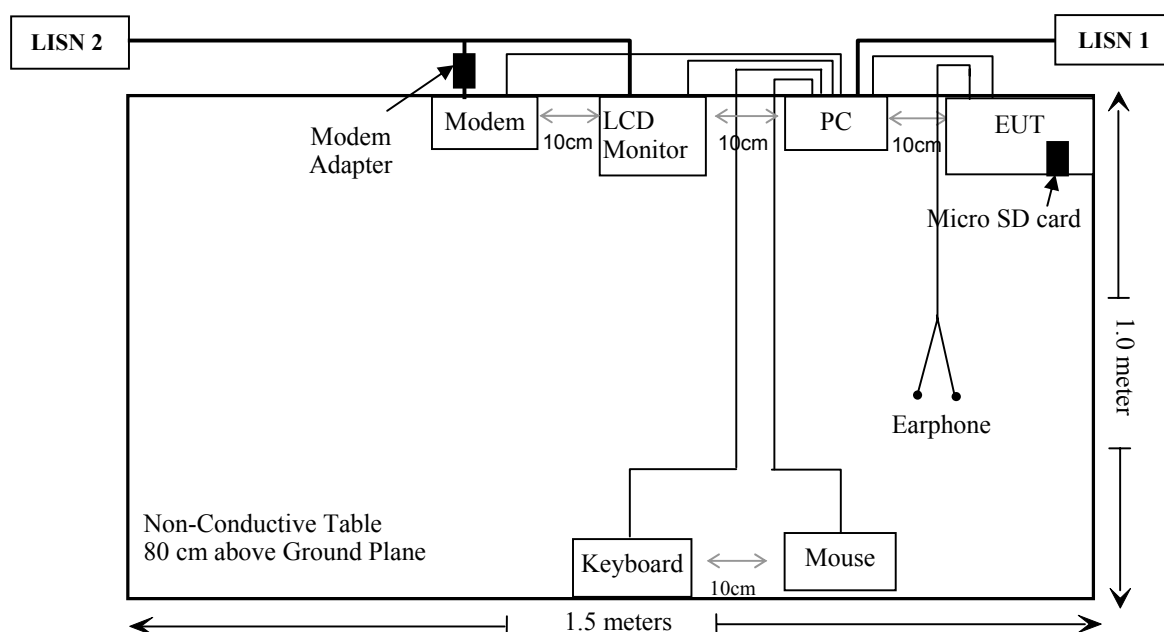 LISN 2
LISN 1
Modem
LCD
Monitor
PC
EUT
10cm
10cm
10cm
Modem
Adapter
Micro SD card
1.0 meter
Earphone
Non-Conductive Table
80 cm above Ground Plane
Keyboard
Mouse
10cm
1.5 meters